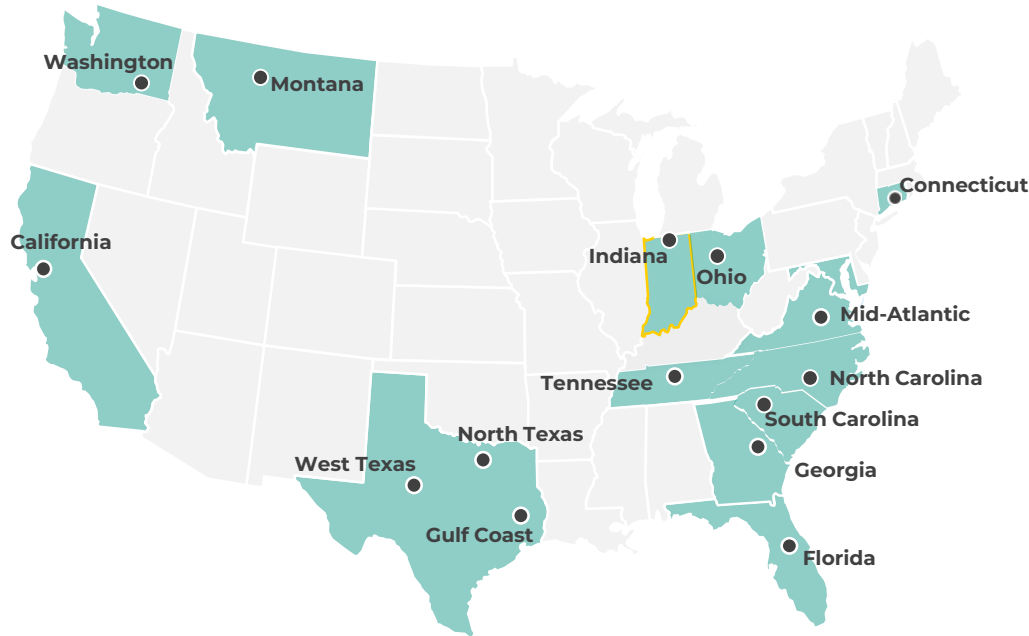 Washington
Montana
Connecticut
California
Indiana
Ohio
Mid-Atlantic
Tennessee
North Carolina
South Carolina
North Texas
West Texas
Georgia
Gulf Coast
Florida